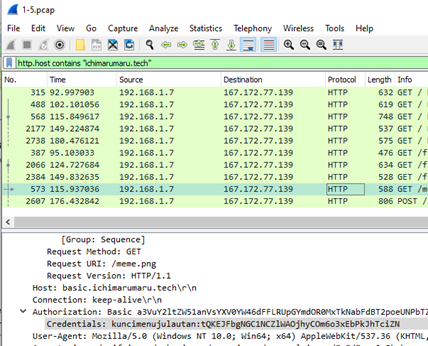 1-5.pcap
File Edit View Go Capture Analyze Statistics Telephony Wireless Tools Help
http.host contains "ichimarumaru.tech"
No. Time Source Destination Protocol Length Info
315 92.997903 192.168.1.7 167.172.77.139 HTTP 632 GET /
488 102.101056 192.168.1.7 167.172.77.139 HTTP 619 GET /
568 115.849617 192.168.1.7 167.172.77.139 HTTP 748 GET /
2177 149.224874 192.168.1.7 167.172.77.139 HTTP 537 GET /
2738 180.476121 192.168.1.7 167.172.77.139 HTTP 575 GET /
387 95.103033 192.168.1.7 167.172.77.139 HTTP 476 GET /f
2066 124.727684 192.168.1.7 167.172.77.139 HTTP 634 GET /f
2384 149.832635 192.168.1.7 167.172.77.139 HTTP 528 GET /f
573 115.937036 192.168.1.7 167.172.77.139 HTTP 588 GET /m
2607 176.432842 192.168.1.7 167.172.77.139 HTTP 806 POST /
[Group: Sequence]
Request Method: GET
Request URI: /meme.png
Request Version: HTTP/1.1
Host: basic.ichimarumaru.tech\r\n
Connection: keep-alive\r\n
Authorization: Basic a3VuY2ltZW51anVsYXV0YW46dFFLRUpGYmdOR0MxTkNabFdBT2poeUNPbTZ
Credentials: kuncimenujulautan:tQKEJFbgNGC1NCZlWAOjhyCOm6o3xEbPkJhTciZN
User-Agent: Mozilla/5.0 (Windows NT 10.0; Win64; x64) AppleWebKit/537.36 (KHTML,